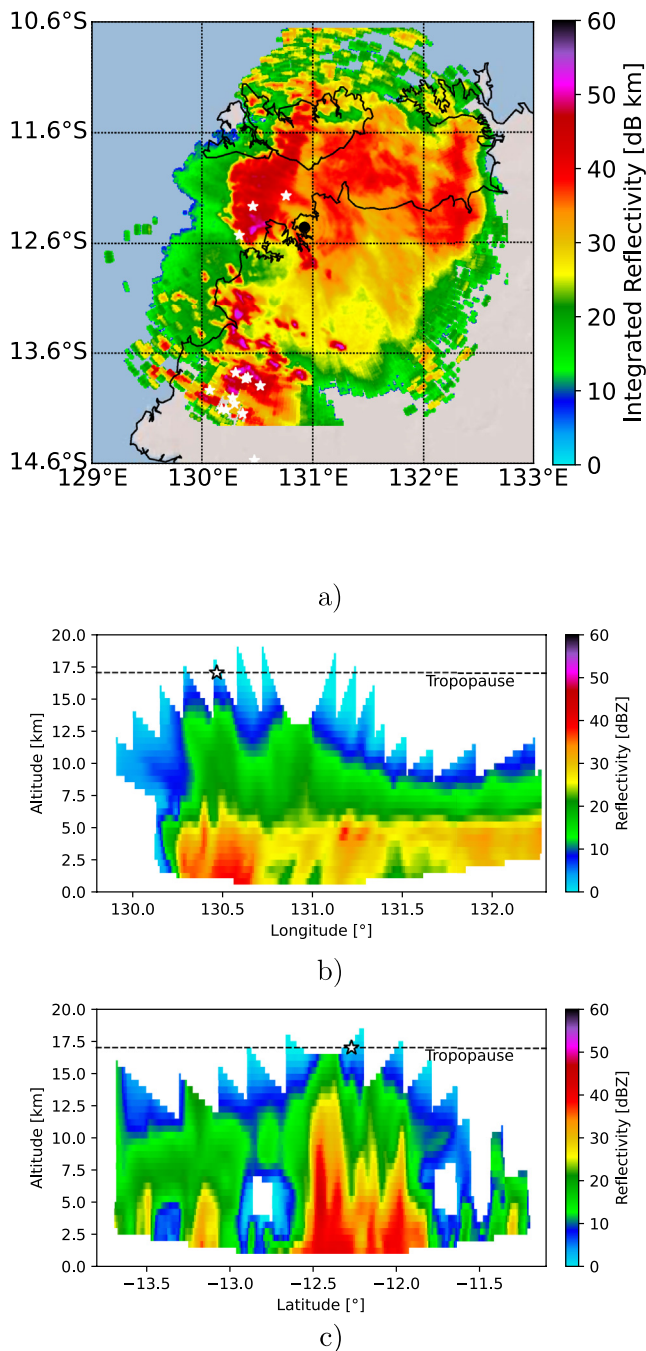 10.6°S
11.6°S
12.6°S
13.6°S
14.6°S
129°E
130°E
131°E
132°E
133°E
60
50
40
30
20
10
0
Integrated Reflectivity [dB km]
a)
20.0
17.5
15.0
12.5
10.0
7.5
5.0
2.5
0.0
Altitude [km]
Tropopause
130.0
130.5
131.0
131.5
132.0
Longitude [°]
60
50
40
30
20
10
0
Reflectivity [dBZ]
b)
20.0
17.5
15.0
12.5
10.0
7.5
5.0
2.5
0.0
Altitude [km]
Tropopause
−13.5
−13.0
−12.5
−12.0
−11.5
Latitude [°]
60
50
40
30
20
10
0
Reflectivity [dBZ]
c)